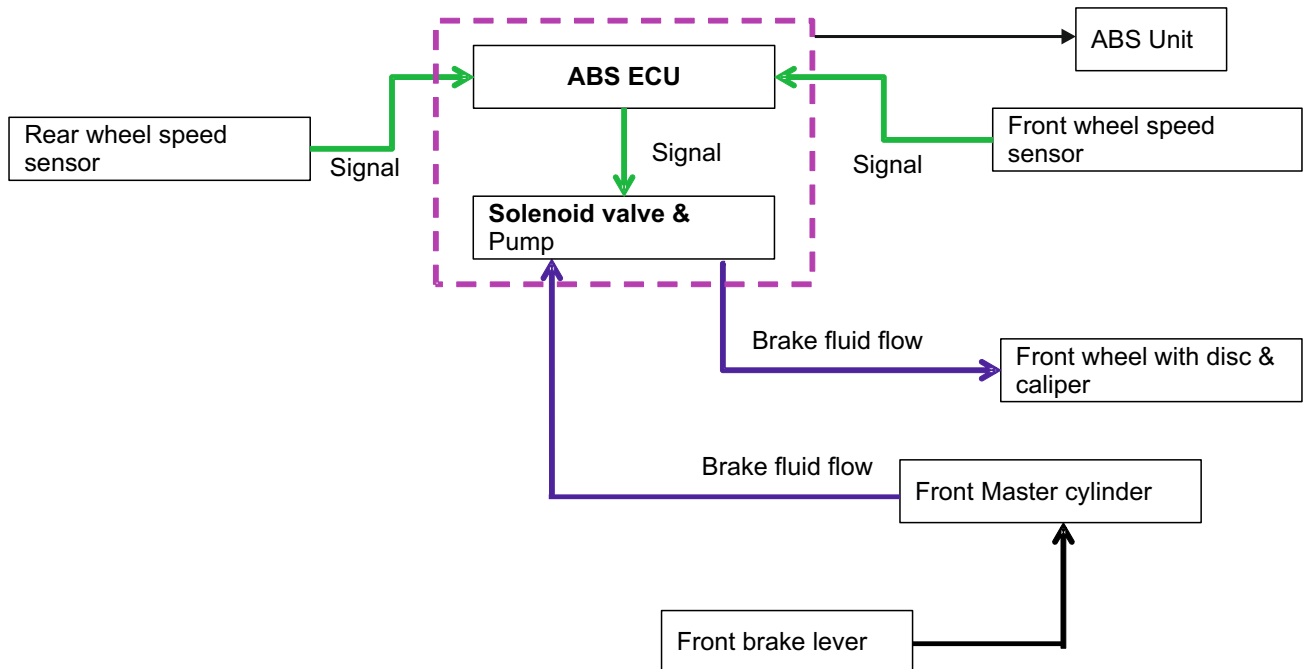 ABS Unit
ABS ECU
Rear wheel speed
sensor
Signal
Signal
Signal
Front wheel speed
sensor
Solenoid valve &
Pump
Brake fluid flow
Front wheel with disc &
caliper
Brake fluid flow
Front Master cylinder
Front brake lever